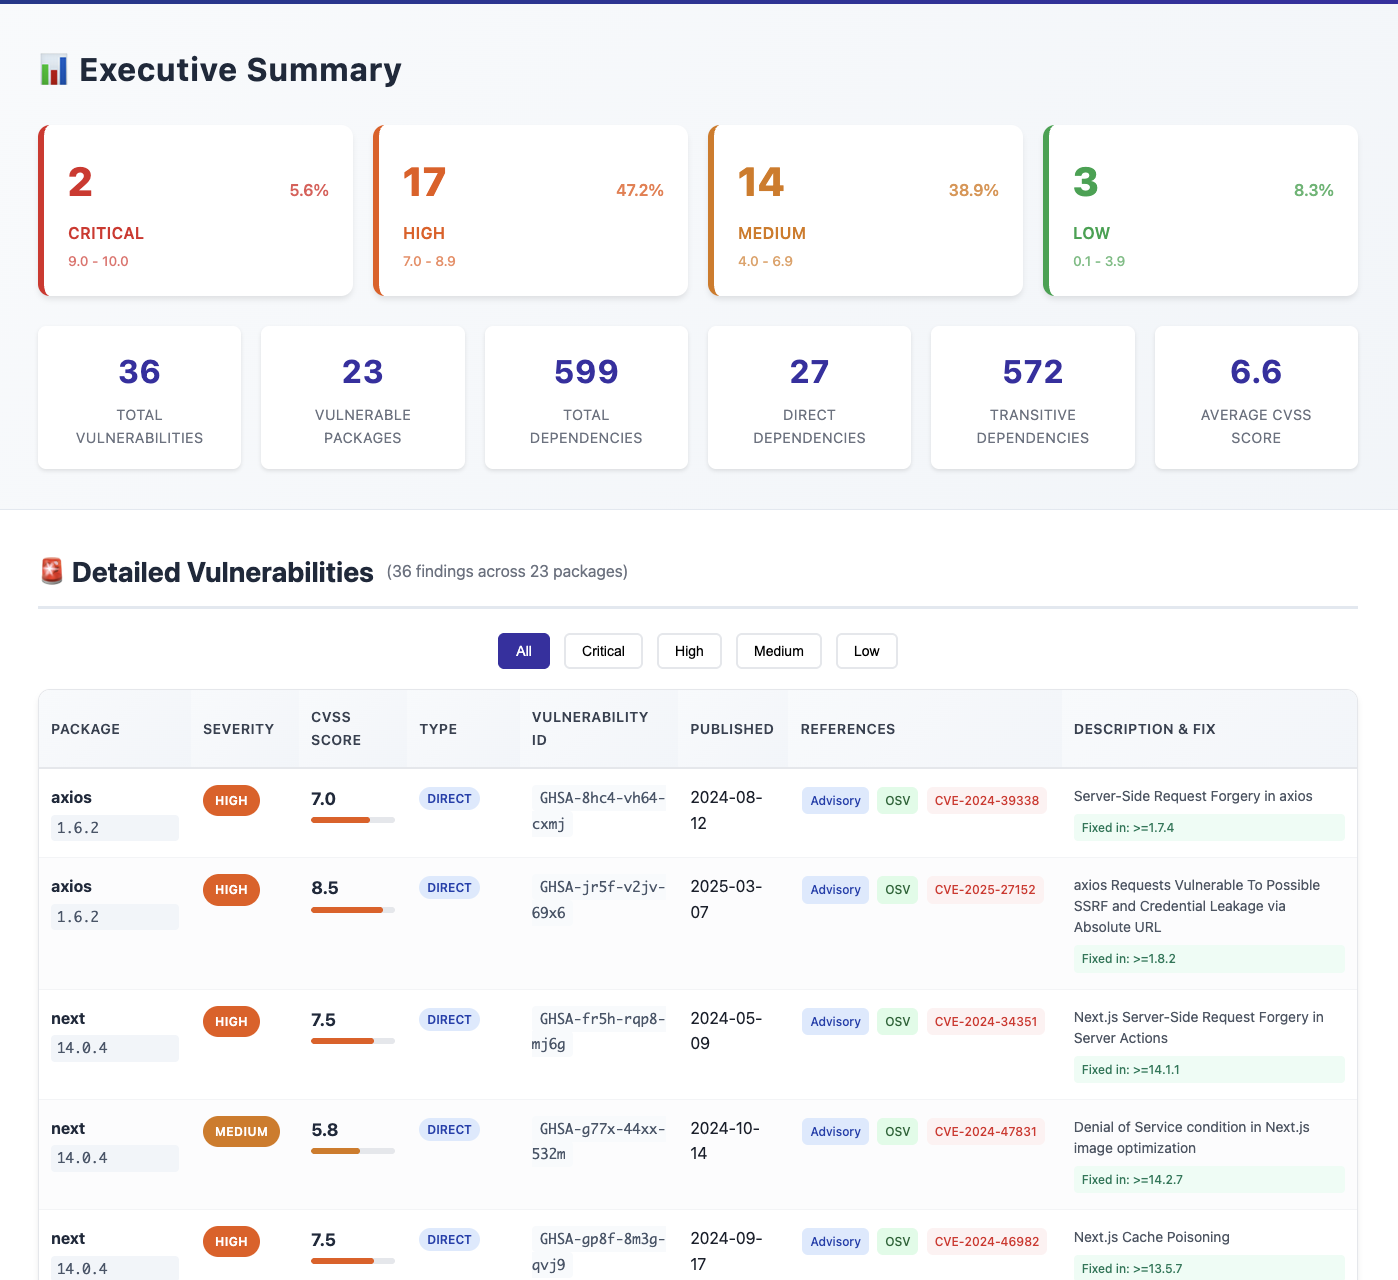 Executive Summary
2
5.6%
CRITICAL
9.0 - 10.0
17
47.2%
HIGH
7.0 - 8.9
14
38.9%
MEDIUM
4.0 - 6.9
3
8.3%
LOW
0.1 - 3.9
36
TOTAL
VULNERABILITIES
23
VULNERABLE
PACKAGES
599
TOTAL
DEPENDENCIES
27
DIRECT
DEPENDENCIES
572
TRANSITIVE
DEPENDENCIES
6.6
AVERAGE CVSS
SCORE
Detailed Vulnerabilities (36 findings across 23 packages)
All Critical High Medium Low
PACKAGE
SEVERITY
CVSS
SCORE
TYPE
VULNERABILITY
ID
PUBLISHED
REFERENCES
DESCRIPTION & FIX
axios
1.6.2
HIGH
7.0
DIRECT
GHSA-8hc4-vh64-
cxmj
2024-08-
12
Advisory OSV CVE-2024-39338
Server-Side Request Forgery in axios
Fixed in: >=1.7.4
axios
1.6.2
HIGH
8.5
DIRECT
GHSA-jr5f-v2jv-
69x6
2025-03-
07
Advisory OSV CVE-2025-27152
axios Requests Vulnerable To Possible
SSRF and Credential Leakage via
Absolute URL
Fixed in: >=1.8.2
next
14.0.4
HIGH
7.5
DIRECT
GHSA-fr5h-rqp8-
mj6g
2024-05-
09
Advisory OSV CVE-2024-34351
Next.js Server-Side Request Forgery in
Server Actions
Fixed in: >=14.1.1
next
14.0.4
MEDIUM
5.8
DIRECT
GHSA-g77x-44xx-
532m
2024-10-
14
Advisory OSV CVE-2024-47831
Denial of Service condition in Next.js
image optimization
Fixed in: >=14.2.7
next
14.0.4
HIGH
7.5
DIRECT
GHSA-gp8f-8m3g-
qvj9
2024-09-
17
Advisory OSV CVE-2024-46982
Next.js Cache Poisoning
Fixed in: >=13.5.7